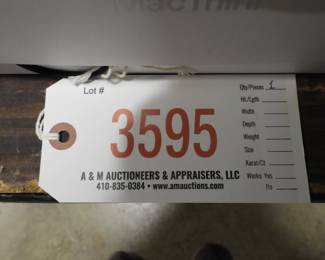 Lot #
3595
A & M AUCTIONEERS & APPRAISERS, LLC
410-835-0384 • www.amauctions.com
Qty/Pieces 1
Ht/Lgth
Width
Depth
Weight
Size
Karat/Ct
Works Yes
No